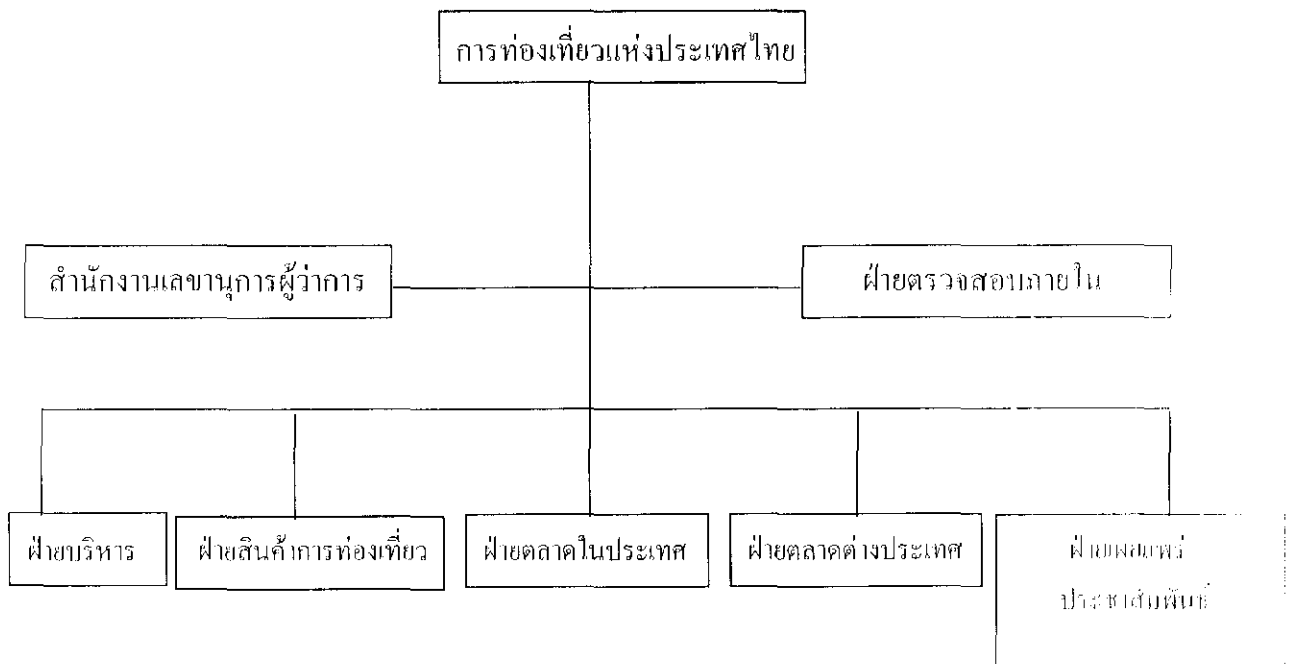 การท่องเที่ยวแห่งประเทศไทย
สำนักงานเลขานุการผู้ว่าการ
ฝ่ายตรวจสอบภายใน
ฝ่ายบริหาร
ฝ่ายสินค้าการท่องเที่ยว
ฝ่ายตลาดในประเทศ
ฝ่ายตลาดต่างประเทศ
ฝ่ายเผยแพร่
ประชาสัมพันธ์